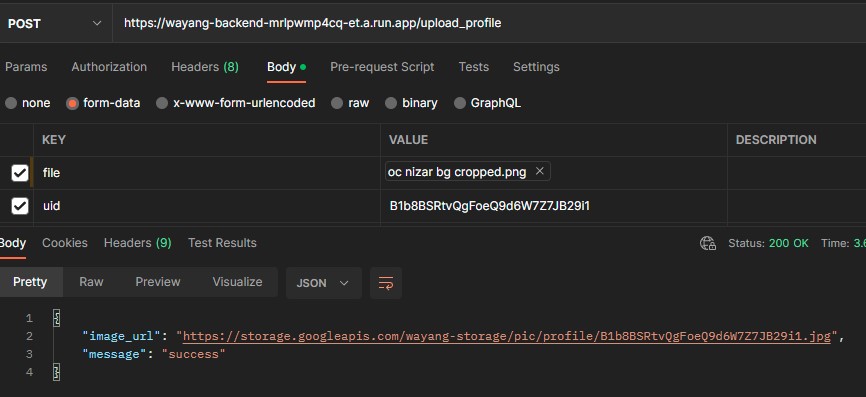 POST https://wayang-backend-mrlpwmp4cq-et.a.run.app/upload_profile
Params Authorization Headers (8) Body Pre-request Script Tests Settings
none form-data x-www-form-urlencoded raw binary GraphQL
KEY VALUE DESCRIPTION
file oc nizar bg cropped.png
uid B1b8BSRtvQgFoeQ9d6W7Z7JB29i1
Body Cookies Headers (9) Test Results Status: 200 OK Time: 3.6
Pretty Raw Preview Visualize JSON
1 {
2 "image_url": "https://storage.googleapis.com/wayang-storage/pic/profile/B1b8BSRtvQgFoeQ9d6W7Z7JB29i1.jpg",
3 "message": "success"
4 }